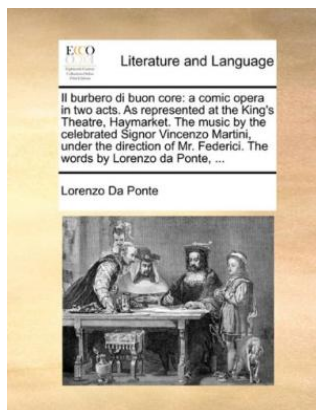 ECCO
Literature and Language
Il burbero di buon core: a comic opera
in two acts. As represented at the King's
Theatre, Haymarket. The music by the
celebrated Signor Vincenzo Martini,
under the direction of Mr. Federici. The
words by Lorenzo da Ponte, ...
Lorenzo Da Ponte